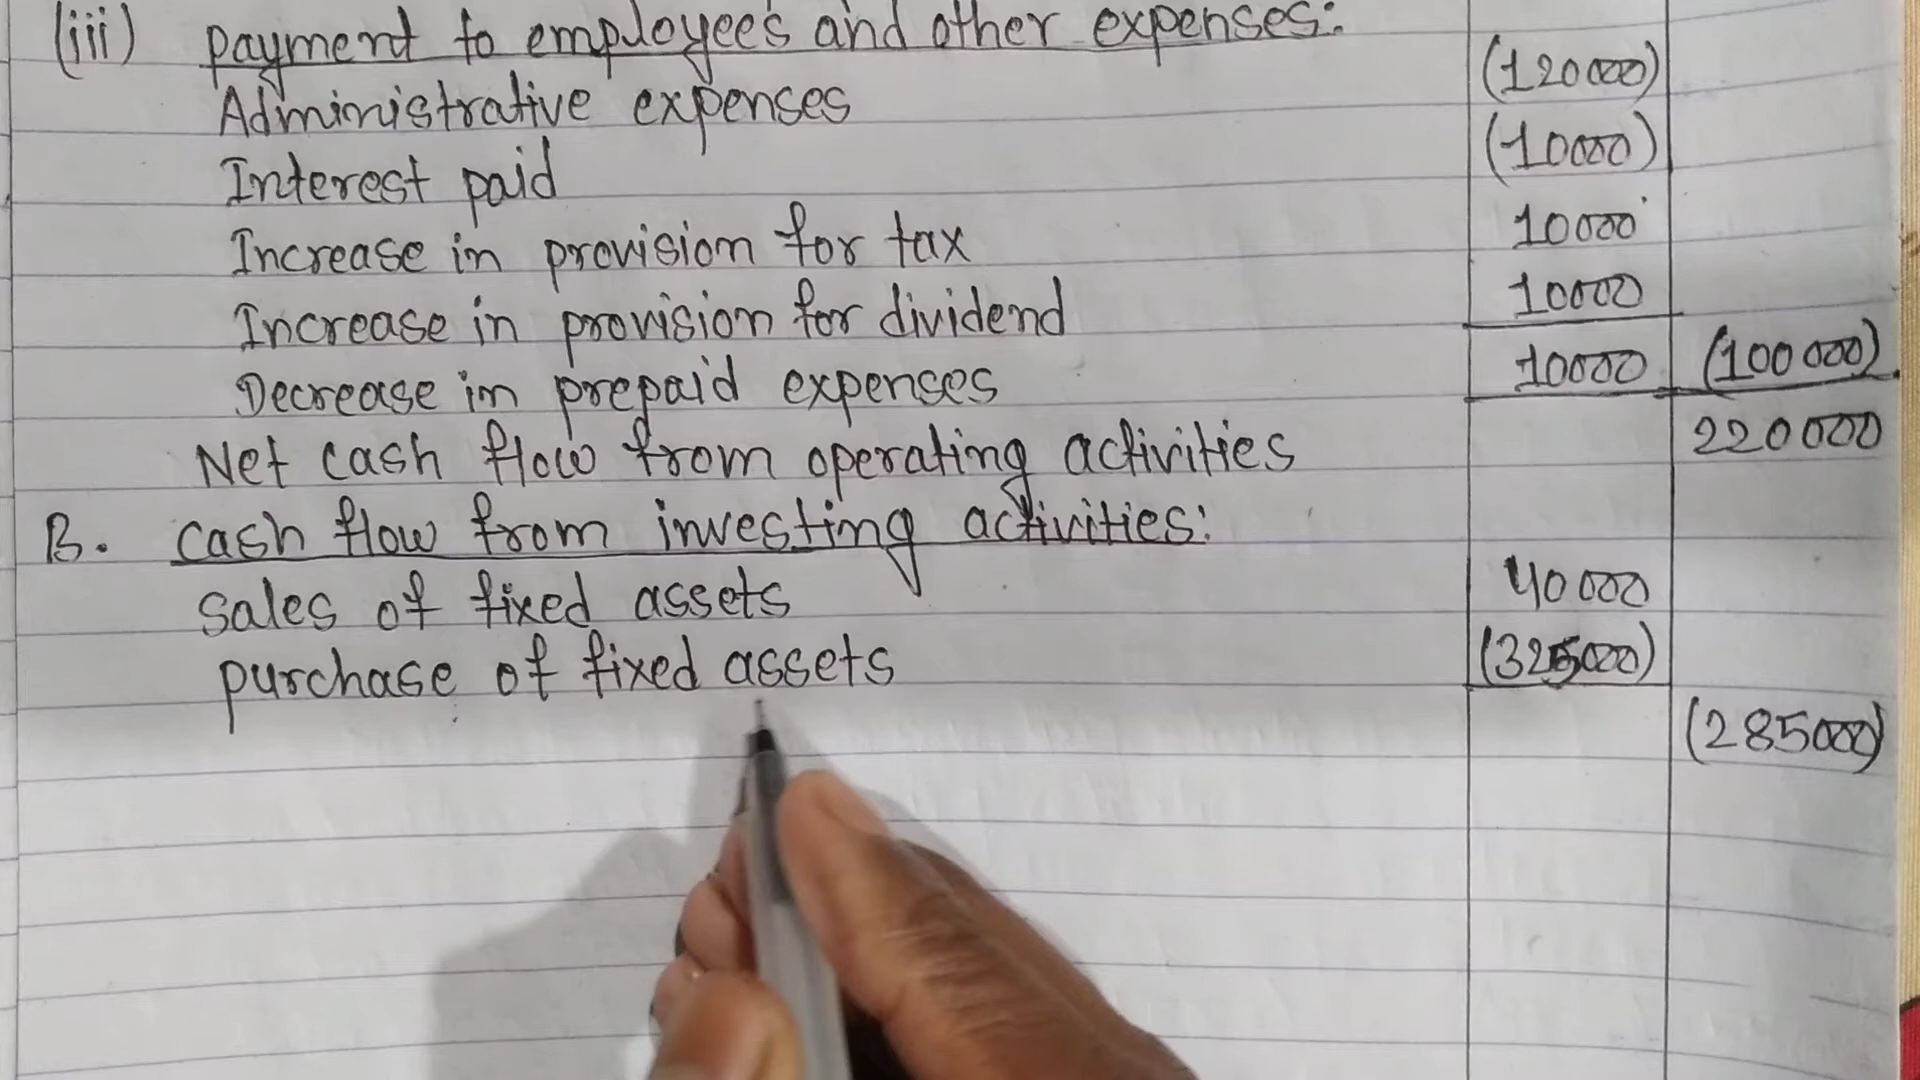 (iii) payment to employees and other expenses:
Administrative expenses (120000)
Interest paid (10000)
Increase in provision for tax 10000
Increase in provision for dividend 10000
Decrease in prepaid expenses 10000 (100000)
Net cash flow from operating activities 220000
B. cash flow from investing activities:
sales of fixed assets 40000
purchase of fixed assets (325000)
(285000)